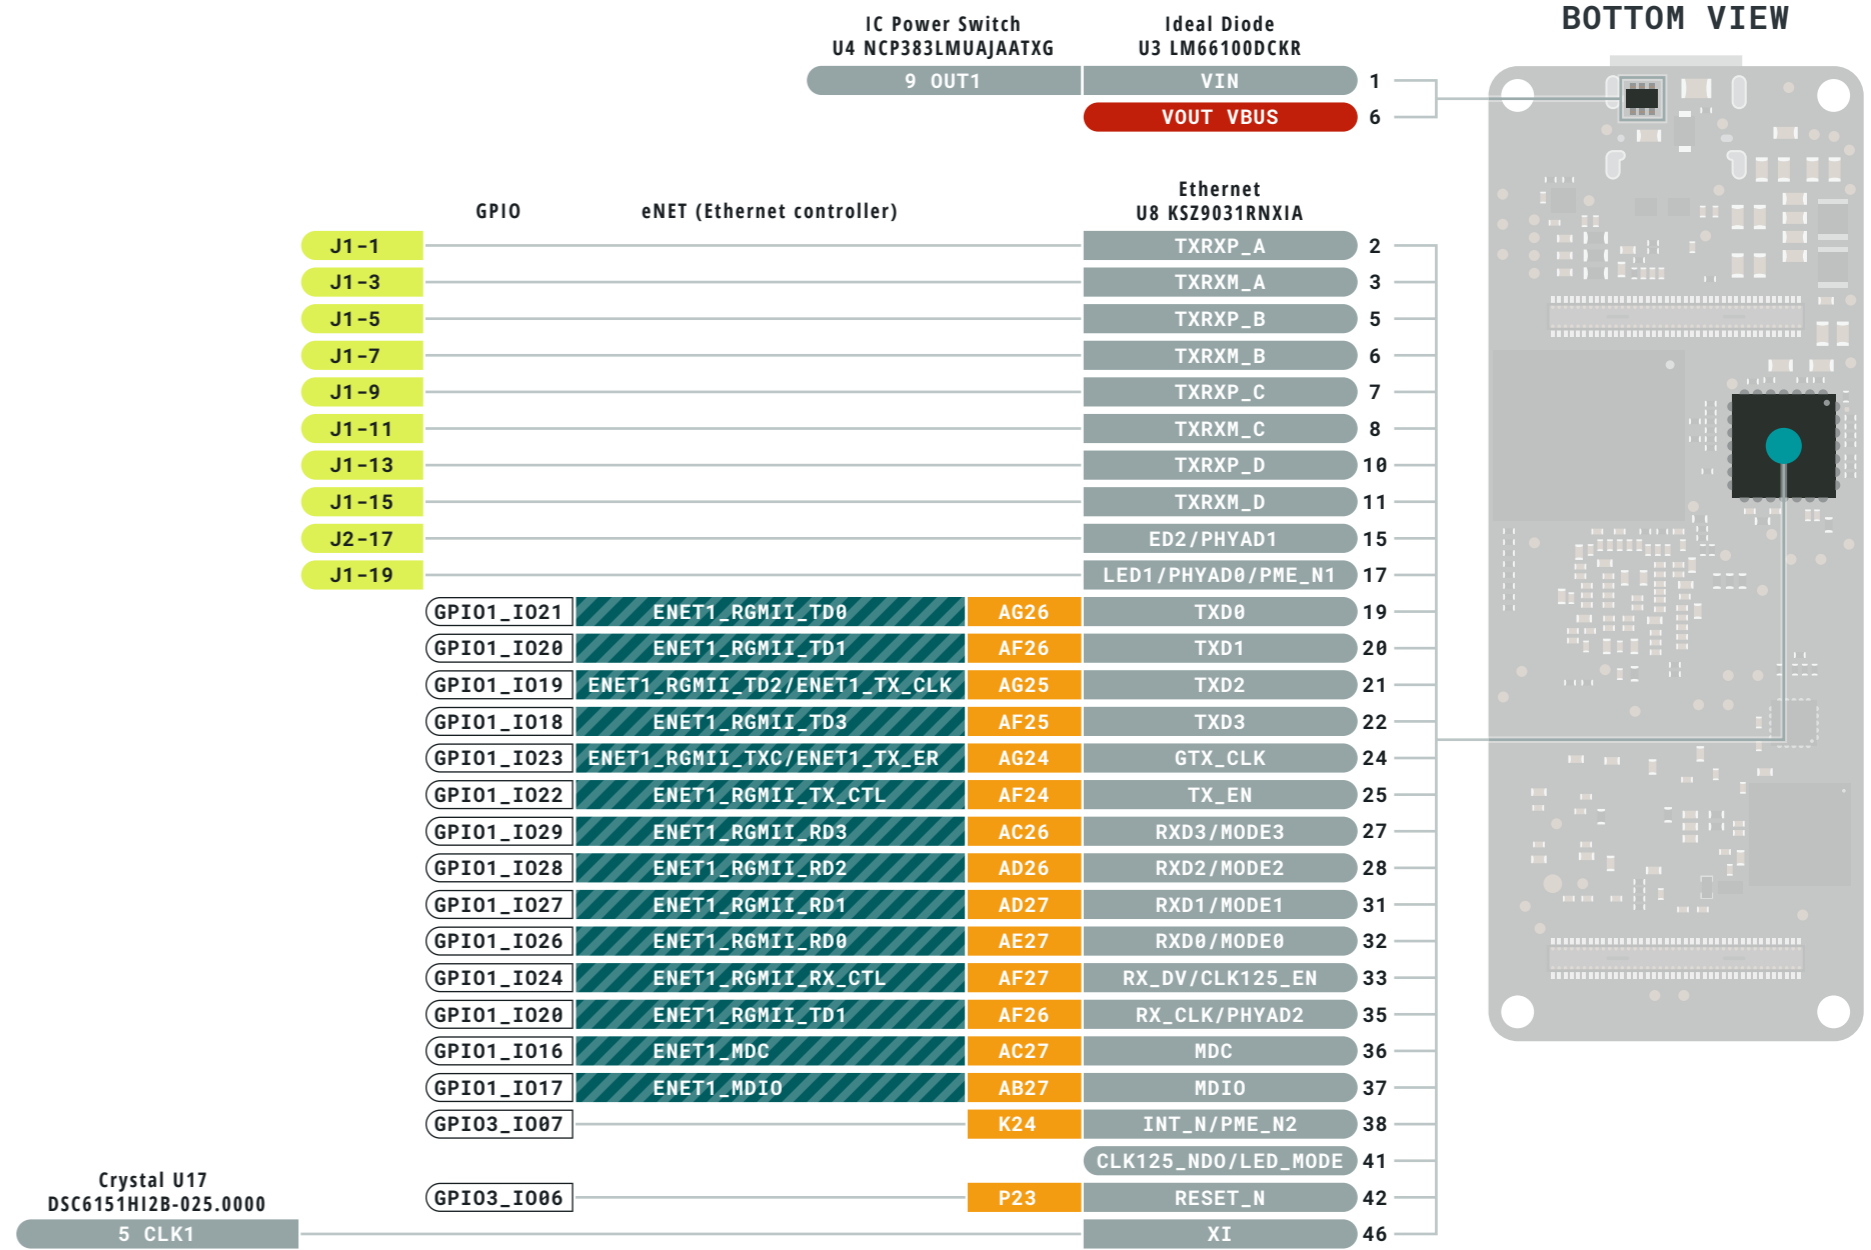 BOTTOM VIEW
IC Power Switch
U4 NCP383LMUAJAATXG
Ideal Diode
U3 LM66100DCKR
9 OUT1 VIN 1
VOUT VBUS 6
GPIO eNET (Ethernet controller)
Ethernet
U8 KSZ9031RNXIA
J1-1 TXRXP_A 2
J1-3 TXRXM_A 3
J1-5 TXRXP_B 5
J1-7 TXRXM_B 6
J1-9 TXRXP_C 7
J1-11 TXRXM_C 8
J1-13 TXRXP_D 10
J1-15 TXRXM_D 11
J2-17 ED2/PHYAD1 15
J1-19 LED1/PHYAD0/PME_N1 17
GPIO1_IO21 ENET1_RGMII_TD0 AG26 TXD0 19
GPIO1_IO20 ENET1_RGMII_TD1 AF26 TXD1 20
GPIO1_IO19 ENET1_RGMII_TD2/ENET1_TX_CLK AG25 TXD2 21
GPIO1_IO18 ENET1_RGMII_TD3 AF25 TXD3 22
GPIO1_IO23 ENET1_RGMII_TXC/ENET1_TX_ER AG24 GTX_CLK 24
GPIO1_IO22 ENET1_RGMII_TX_CTL AF24 TX_EN 25
GPIO1_IO29 ENET1_RGMII_RD3 AC26 RXD3/MODE3 27
GPIO1_IO28 ENET1_RGMII_RD2 AD26 RXD2/MODE2 28
GPIO1_IO27 ENET1_RGMII_RD1 AD27 RXD1/MODE1 31
GPIO1_IO26 ENET1_RGMII_RD0 AE27 RXD0/MODE0 32
GPIO1_IO24 ENET1_RGMII_RX_CTL AF27 RX_DV/CLK125_EN 33
GPIO1_IO20 ENET1_RGMII_TD1 AF26 RX_CLK/PHYAD2 35
GPIO1_IO16 ENET1_MDC AC27 MDC 36
GPIO1_IO17 ENET1_MDIO AB27 MDIO 37
GPIO3_IO07 K24 INT_N/PME_N2 38
CLK125_NDO/LED_MODE 41
GPIO3_IO06 P23 RESET_N 42
Crystal U17
DSC6151HI2B-025.0000
5 CLK1 XI 46